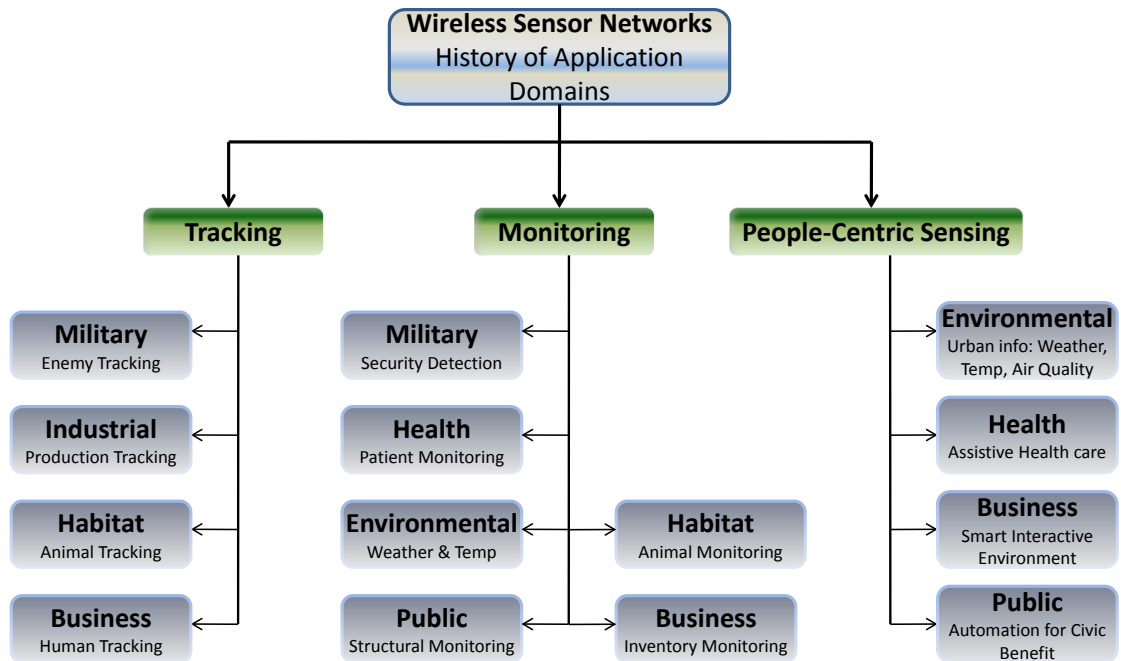 Wireless Sensor Networks
History of Application
Domains
Tracking
Monitoring
People-Centric Sensing
Military
Enemy Tracking
Industrial
Production Tracking
Habitat
Animal Tracking
Business
Human Tracking
Military
Security Detection
Health
Patient Monitoring
Environmental
Weather & Temp
Public
Structural Monitoring
Habitat
Animal Monitoring
Business
Inventory Monitoring
Environmental
Urban info: Weather,
Temp, Air Quality
Health
Assistive Health care
Business
Smart Interactive
Environment
Public
Automation for Civic
Benefit